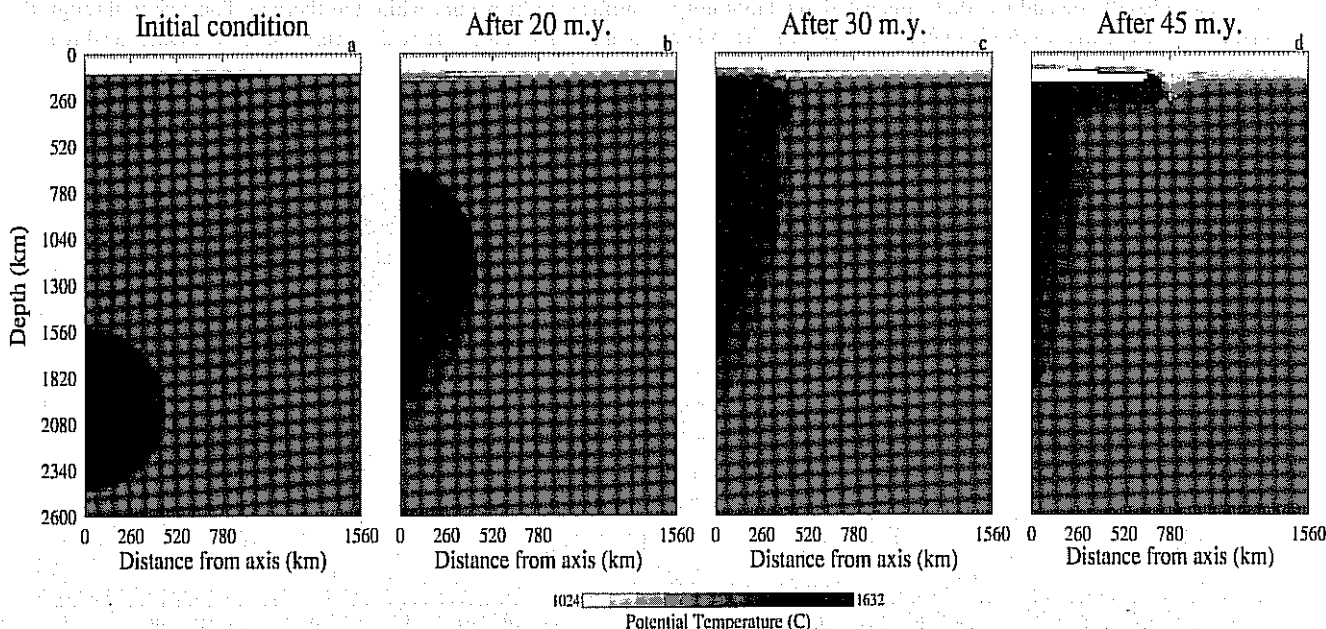 Initial condition
After 20 m.y.
After 30 m.y.
After 45 m.y.
a
b
c
d
0
260
520
780
1040
1300
1560
1820
2080
2340
2600
Depth (km)
0 260 520 780 1560
0 260 520 780 1560
0 260 520 780 1560
0 260 520 780 1560
Distance from axis (km)
Distance from axis (km)
Distance from axis (km)
Distance from axis (km)
1024 1632
Potential Temperature (C)